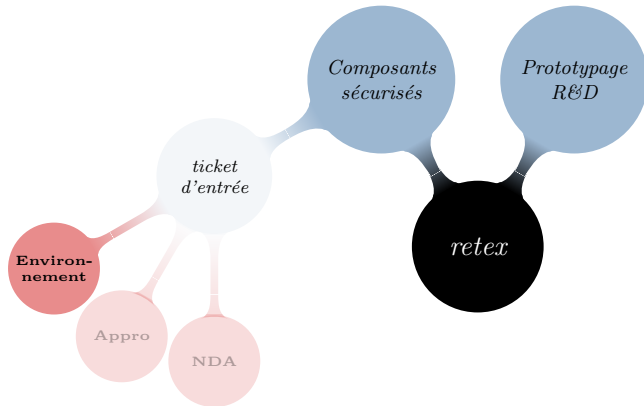 Composants
sécurisés
Prototypage
R&D
ticket
d'entrée
retex
Environ-
nement
Appro
NDA